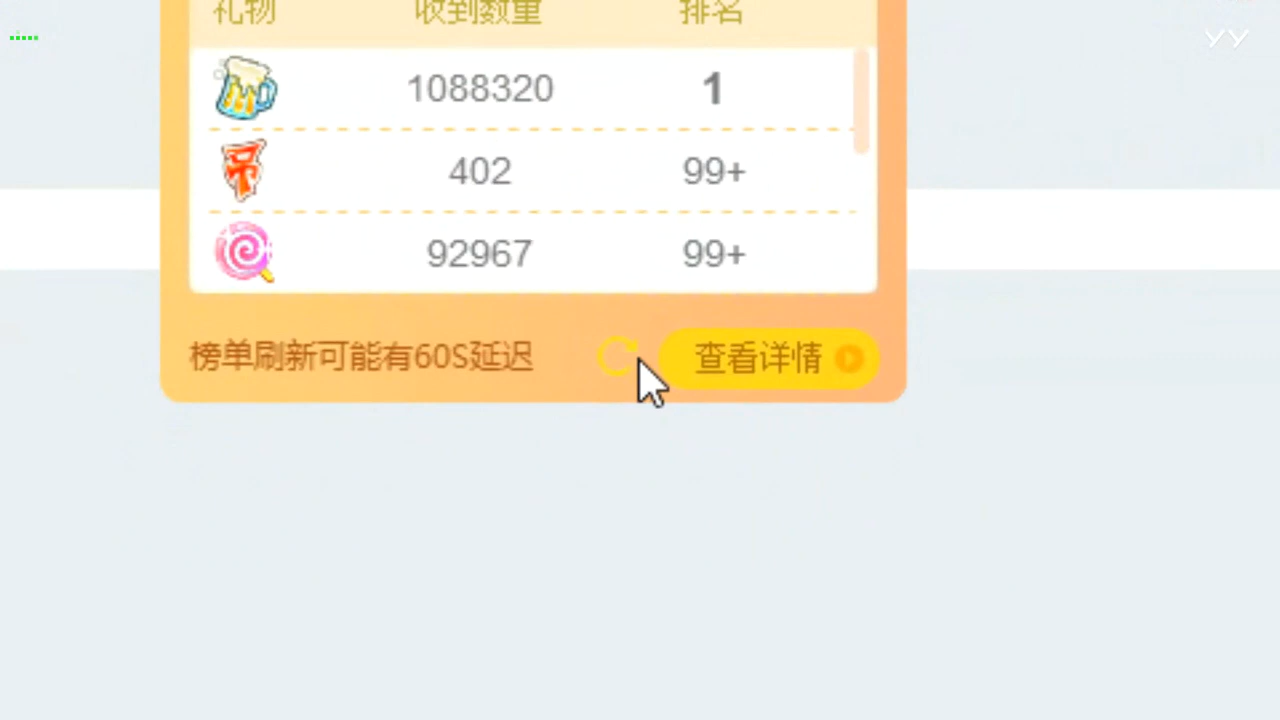 礼物 收到数量 排名
YY
1088320 1
吊 402 99+
92967 99+
榜单刷新可能有60S延迟 查看详情